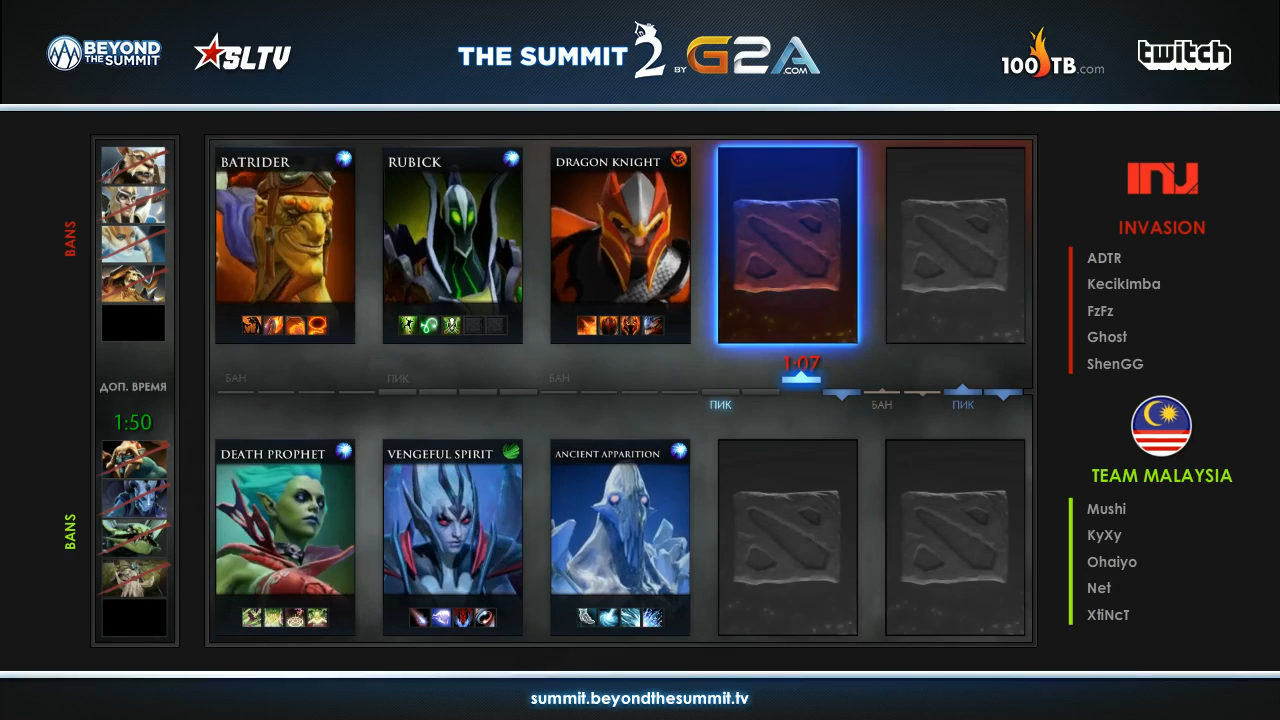 BEYOND
THE SUMMIT
SLTV
THE SUMMIT 2 BY G2A
.COM
100TB.com
twitch
BATRIDER
RUBICK
DRAGON KNIGHT
INVASION
ADTR
KecikImba
FzFz
Ghost
ShenGG
BANS
ДОП. ВРЕМЯ
1:50
1:07
БАН
ПИК
БАН
ПИК
БАН
ПИК
BANS
DEATH PROPHET
VENGEFUL SPIRIT
ANCIENT APPARITION
TEAM MALAYSIA
Mushi
KyXy
Ohaiyo
Net
XtiNcT
summit.beyondthesummit.tv